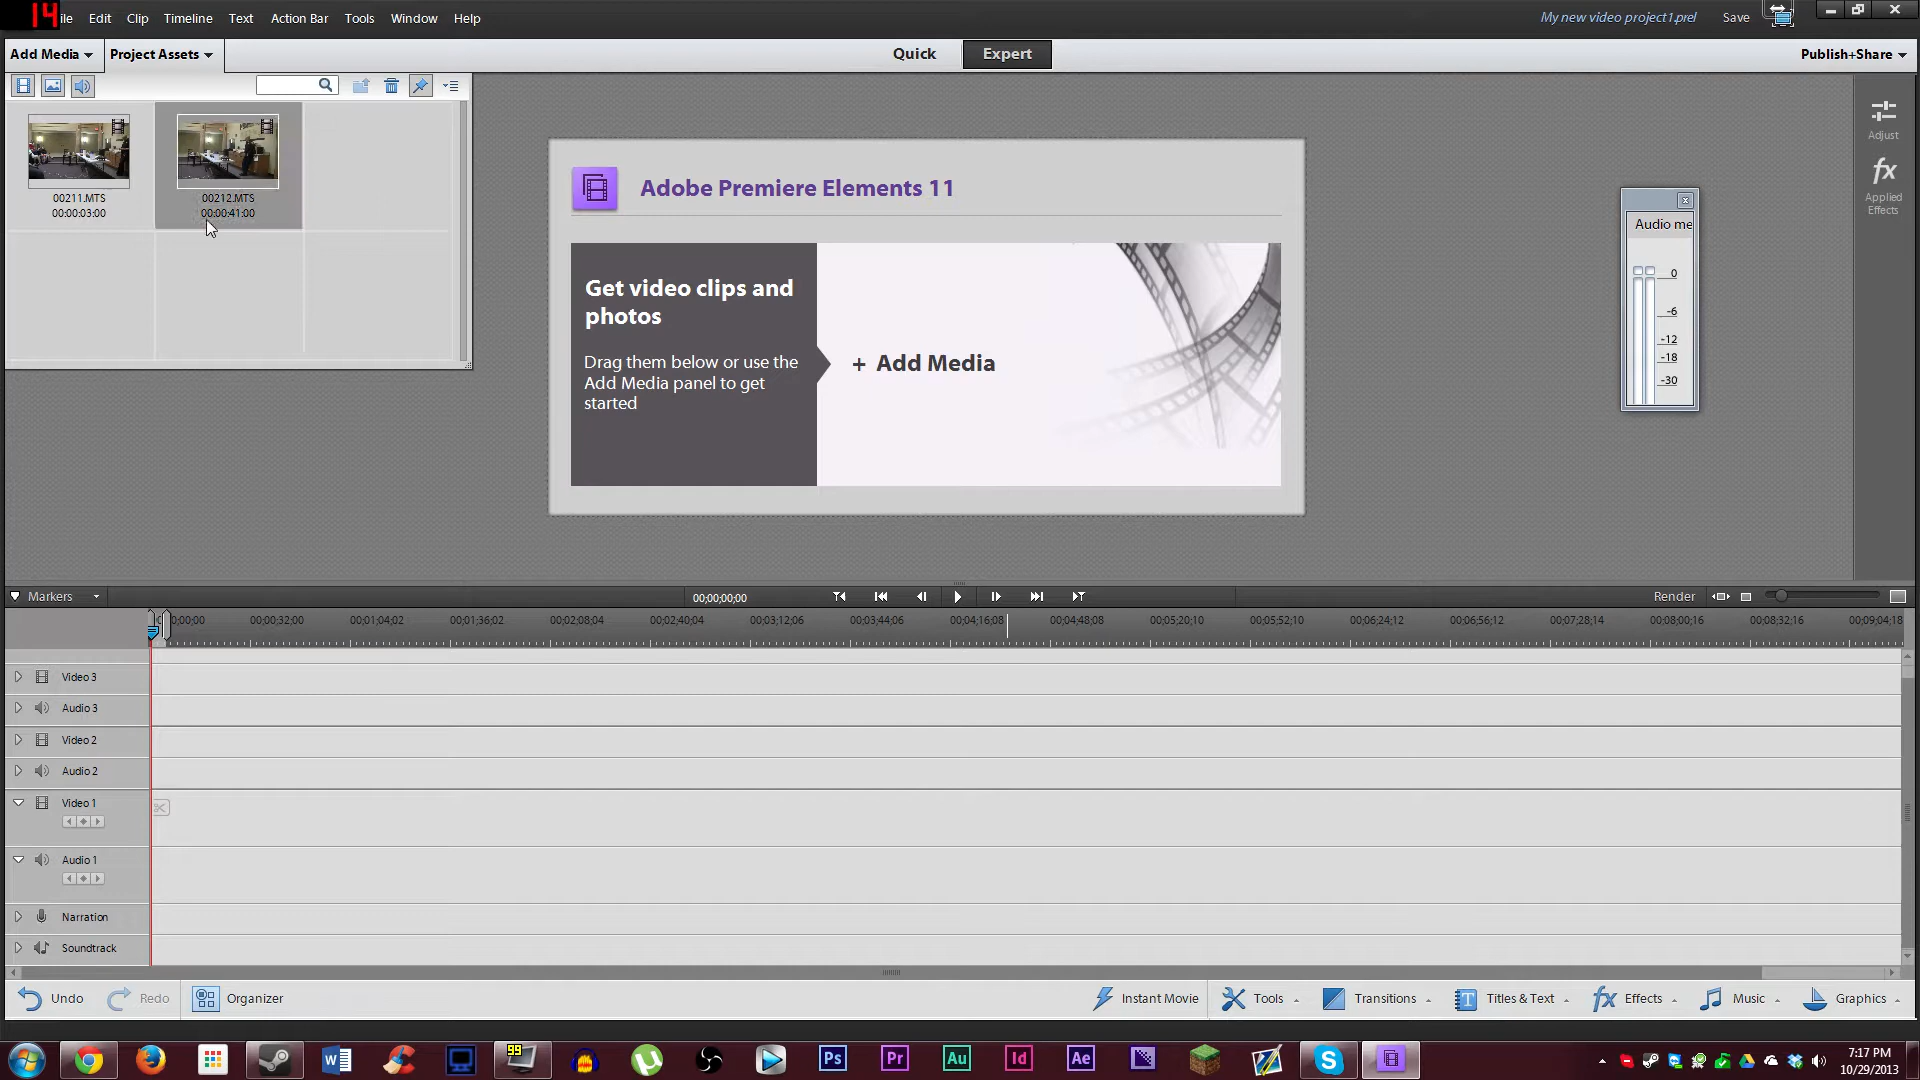 14
ile Edit Clip Timeline Text Action Bar Tools Window Help
My new video project1.prel Save
Add Media Project Assets
Quick Expert
Publish+Share
00211.MTS
00:00:03:00
00212.MTS
00:00:41:00
Adobe Premiere Elements 11
Get video clips and
photos
Drag them below or use the
Add Media panel to get
started
+ Add Media
Audio me
0
-6
-12
-18
-30
Adjust
fx
Applied
Effects
Markers
00;00;00;00
Render
0;00;00 00;00;32;00 00;01;04;02 00;01;36;02 00;02;08;04 00;02;40;04 00;03;12;06 00;03;44;06 00;04;16;08 00;04;48;08 00;05;20;10 00;05;52;10 00;06;24;12 00;06;56;12 00;07;28;14 00;08;00;16 00;08;32;16 00;09;04;18
Video 3
Audio 3
Video 2
Audio 2
Video 1
Audio 1
Narration
Soundtrack
Undo Redo Organizer
Instant Movie Tools Transitions T Titles & Text fx Effects Music Graphics
W 99 Ps Pr Au Id Ae S
7:17 PM
10/29/2013